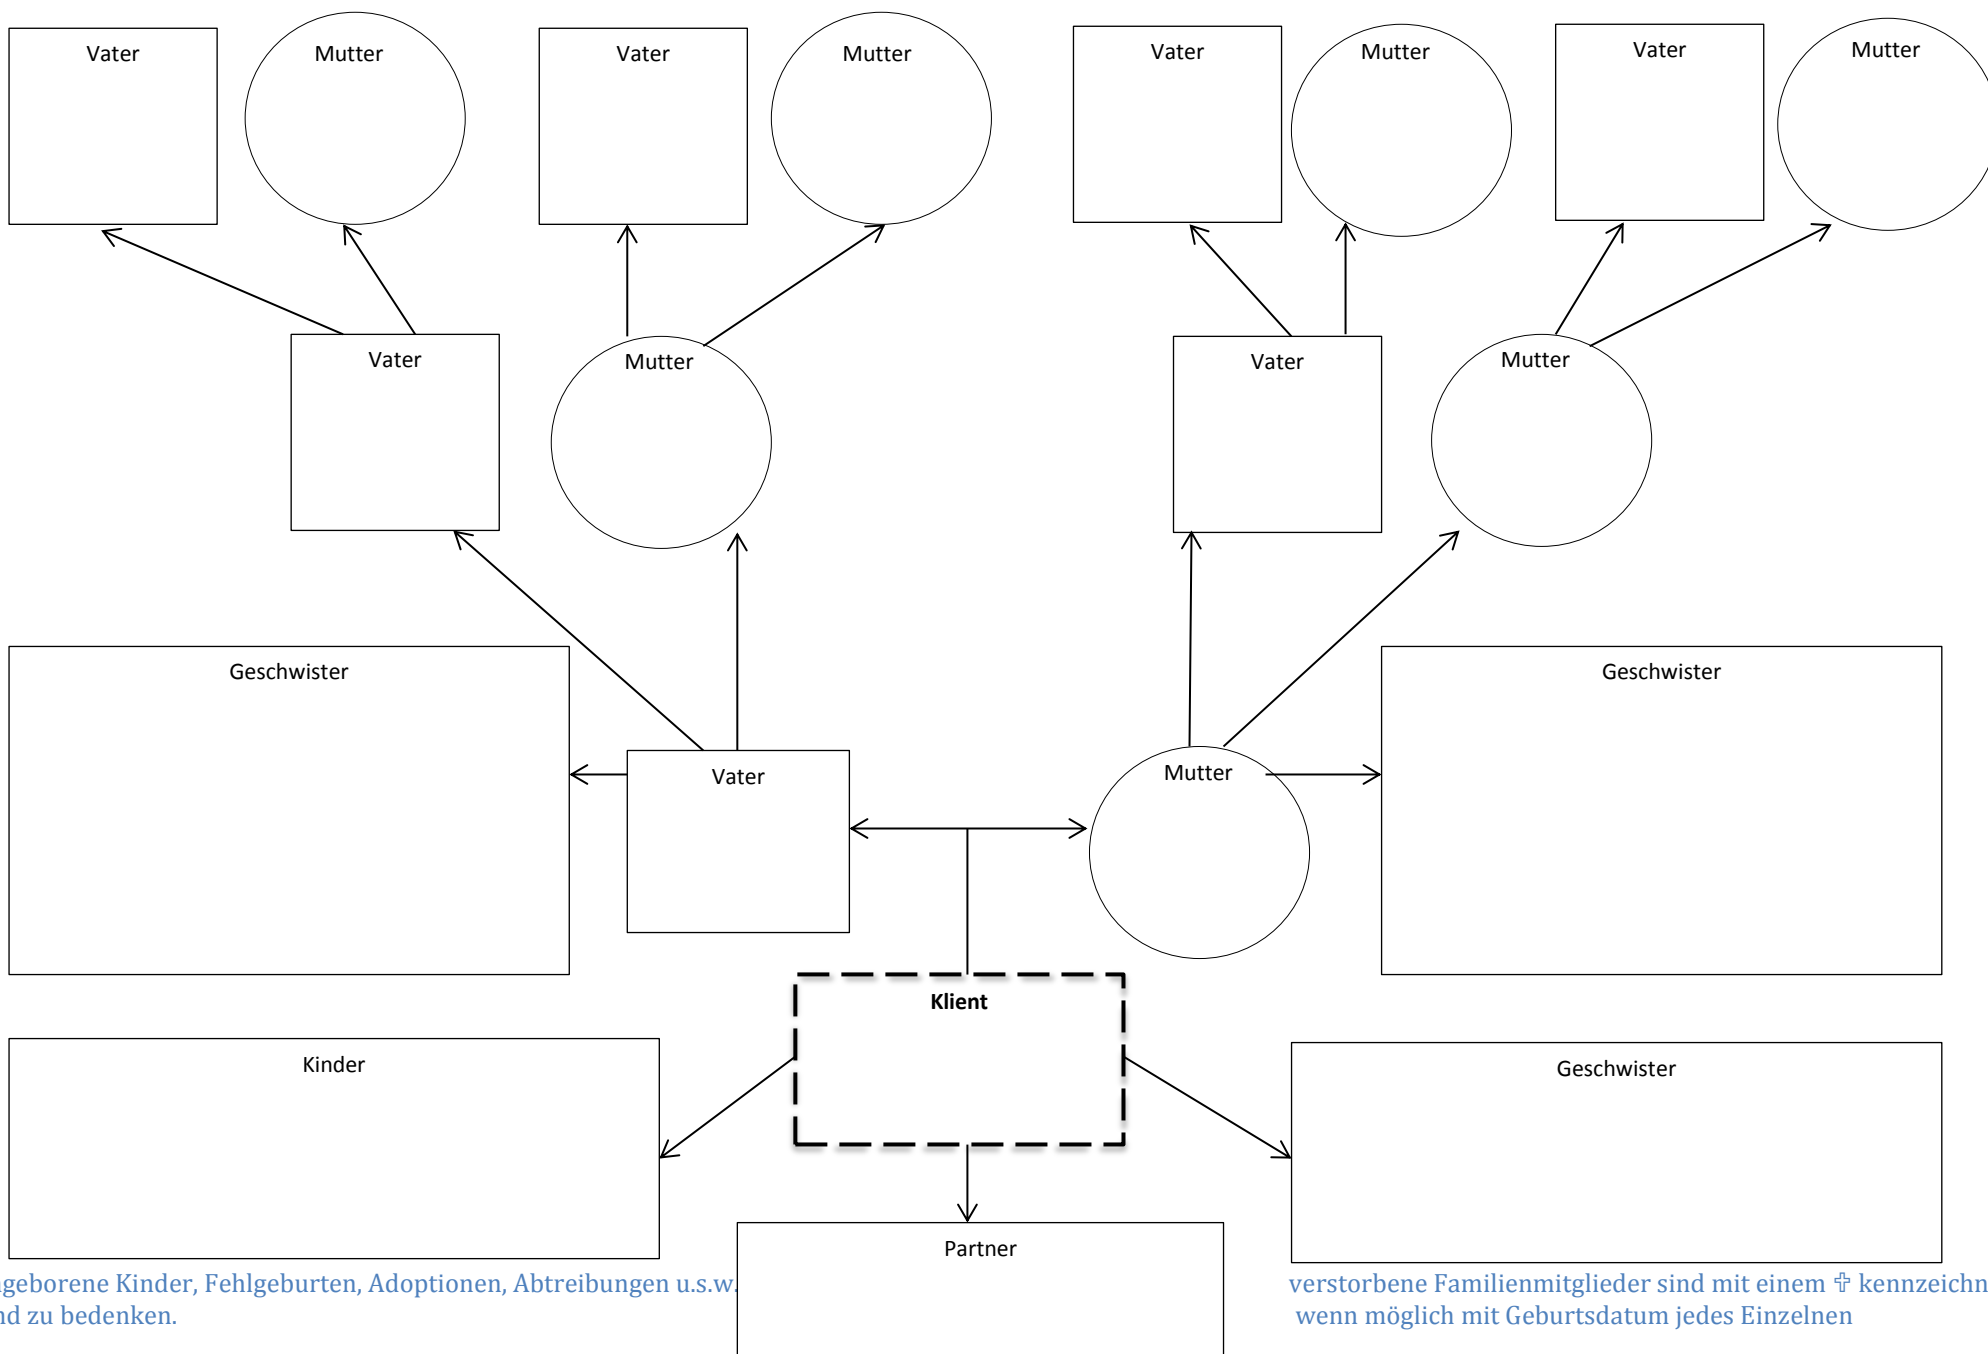 Vater
Mutter
Vater
Mutter
Vater
Mutter
Vater
Mutter
Vater
Mutter
Vater
Mutter
Geschwister
Geschwister
Vater
Mutter
Klient
Kinder
Geschwister
Partner
geborene Kinder, Fehlgeburten, Adoptionen, Abtreibungen u.s.w.
nd zu bedenken.
verstorbene Familienmitglieder sind mit einem ✞ kennzeichn
wenn möglich mit Geburtsdatum jedes Einzelnen